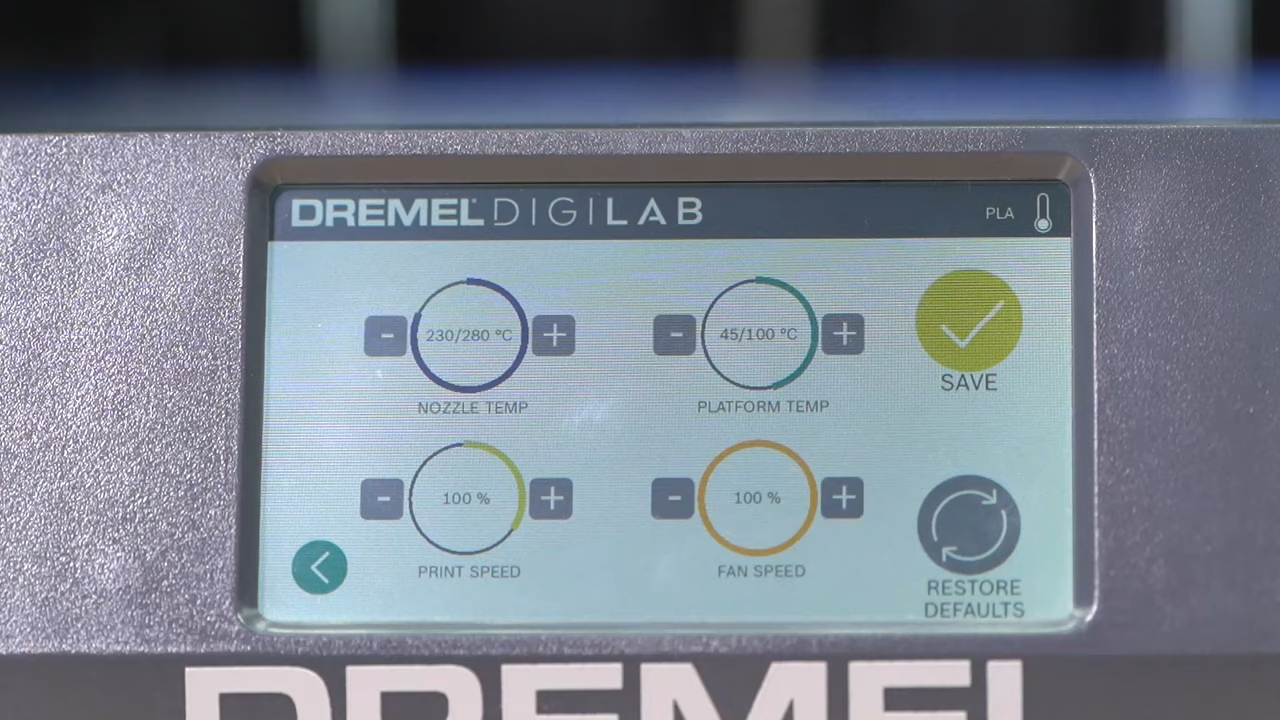 DREMEL DIGILAB
PLA
- 230/280 °C +
NOZZLE TEMP
- 45/100 °C +
PLATFORM TEMP
SAVE
- 100 % +
PRINT SPEED
- 100 % +
FAN SPEED
RESTORE
DEFAULTS
DREMEL